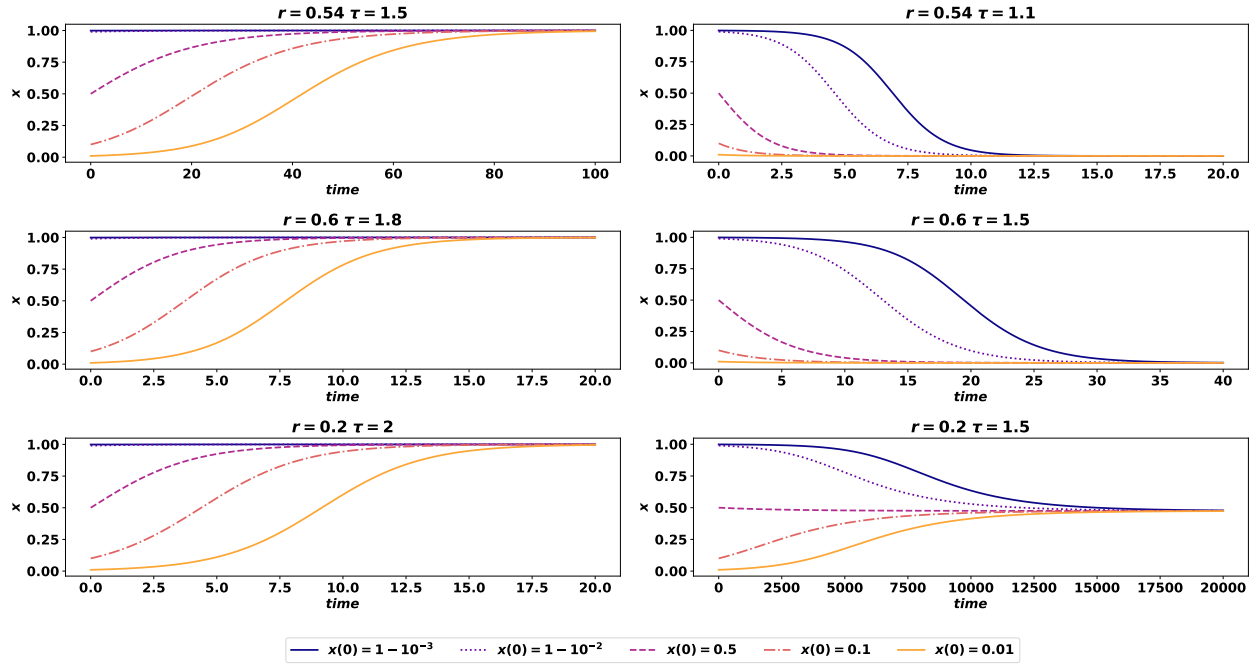 r = 0.54 τ = 1.5
1.00
0.75
0.50
0.25
0.00
x
0 20 40 60 80 100
time
r = 0.54 τ = 1.1
1.00
0.75
0.50
0.25
0.00
x
0.0 2.5 5.0 7.5 10.0 12.5 15.0 17.5 20.0
time
r = 0.6 τ = 1.8
1.00
0.75
0.50
0.25
0.00
x
0.0 2.5 5.0 7.5 10.0 12.5 15.0 17.5 20.0
time
r = 0.6 τ = 1.5
1.00
0.75
0.50
0.25
0.00
x
0 5 10 15 20 25 30 35 40
time
r = 0.2 τ = 2
1.00
0.75
0.50
0.25
0.00
x
0.0 2.5 5.0 7.5 10.0 12.5 15.0 17.5 20.0
time
r = 0.2 τ = 1.5
1.00
0.75
0.50
0.25
0.00
x
0 2500 5000 7500 10000 12500 15000 17500 20000
time
x(0) = 1 − 10⁻³ x(0) = 1 − 10⁻² x(0) = 0.5 x(0) = 0.1 x(0) = 0.01